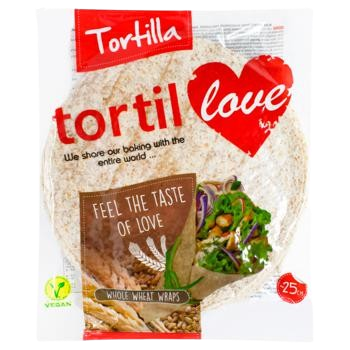 Tortilla
tortil love
We share our baking with the
entire world ...
FEEL THE TASTE
OF LOVE
WHOLE WHEAT WRAPS
VEGAN
25cm